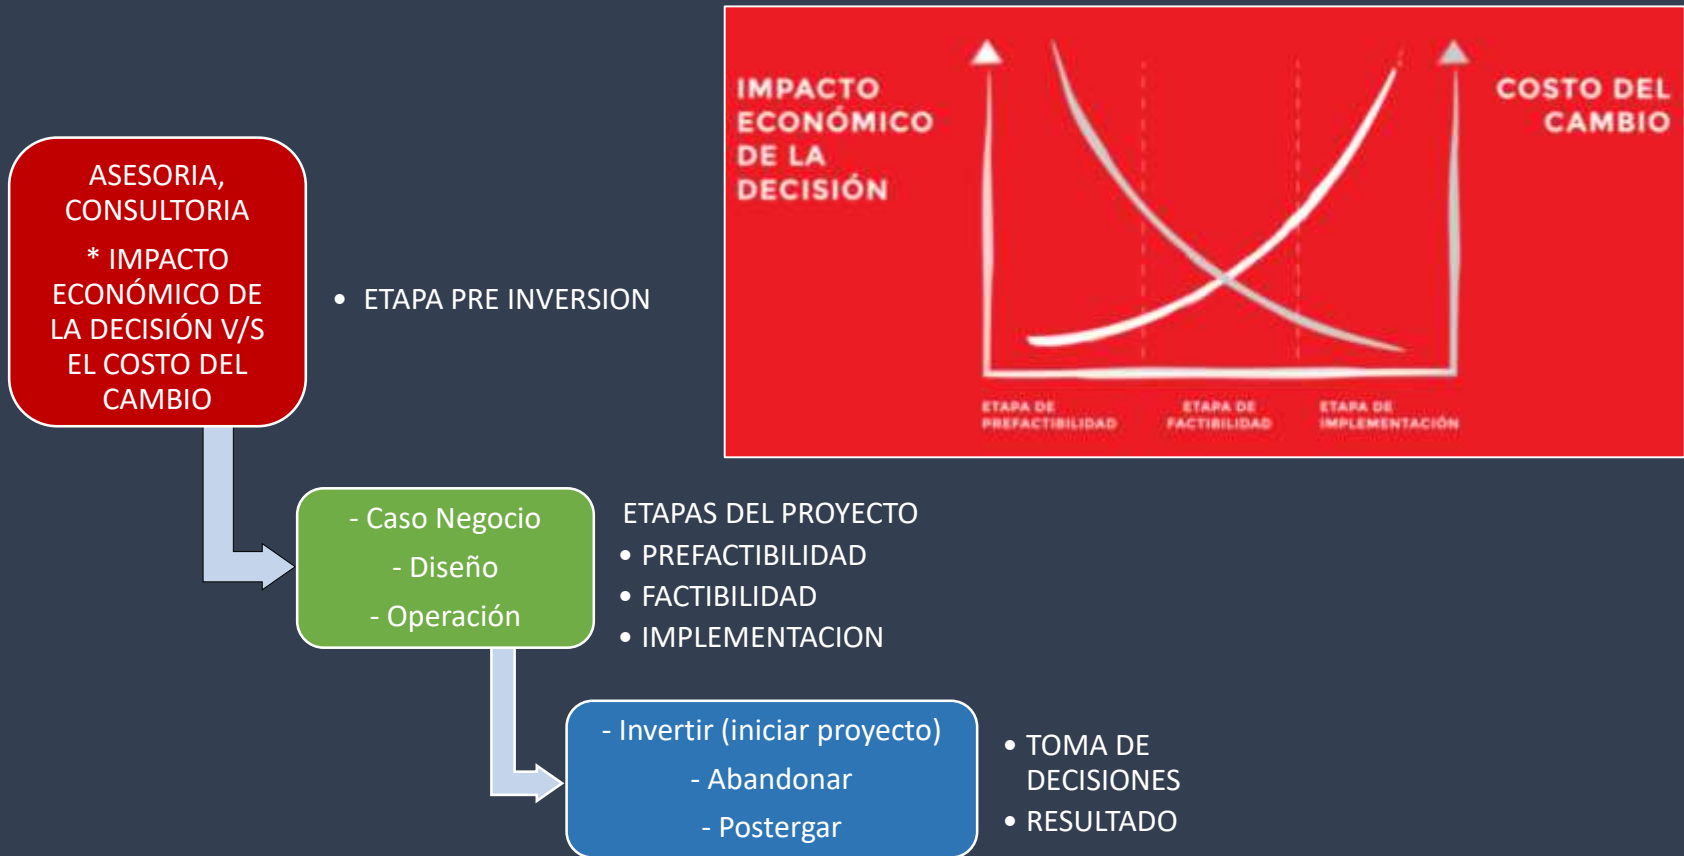 IMPACTO
ECONÓMICO
DE LA
DECISIÓN
COSTO DEL
CAMBIO
ETAPA DE
PREFACTIBILIDAD
ETAPA DE
FACTIBILIDAD
ETAPA DE
IMPLEMENTACIÓN
ASESORIA,
CONSULTORIA
* IMPACTO
ECONÓMICO DE
LA DECISIÓN V/S
EL COSTO DEL
CAMBIO
• ETAPA PRE INVERSION
- Caso Negocio
- Diseño
- Operación
ETAPAS DEL PROYECTO
• PREFACTIBILIDAD
• FACTIBILIDAD
• IMPLEMENTACION
- Invertir (iniciar proyecto)
- Abandonar
- Postergar
• TOMA DE
DECISIONES
• RESULTADO